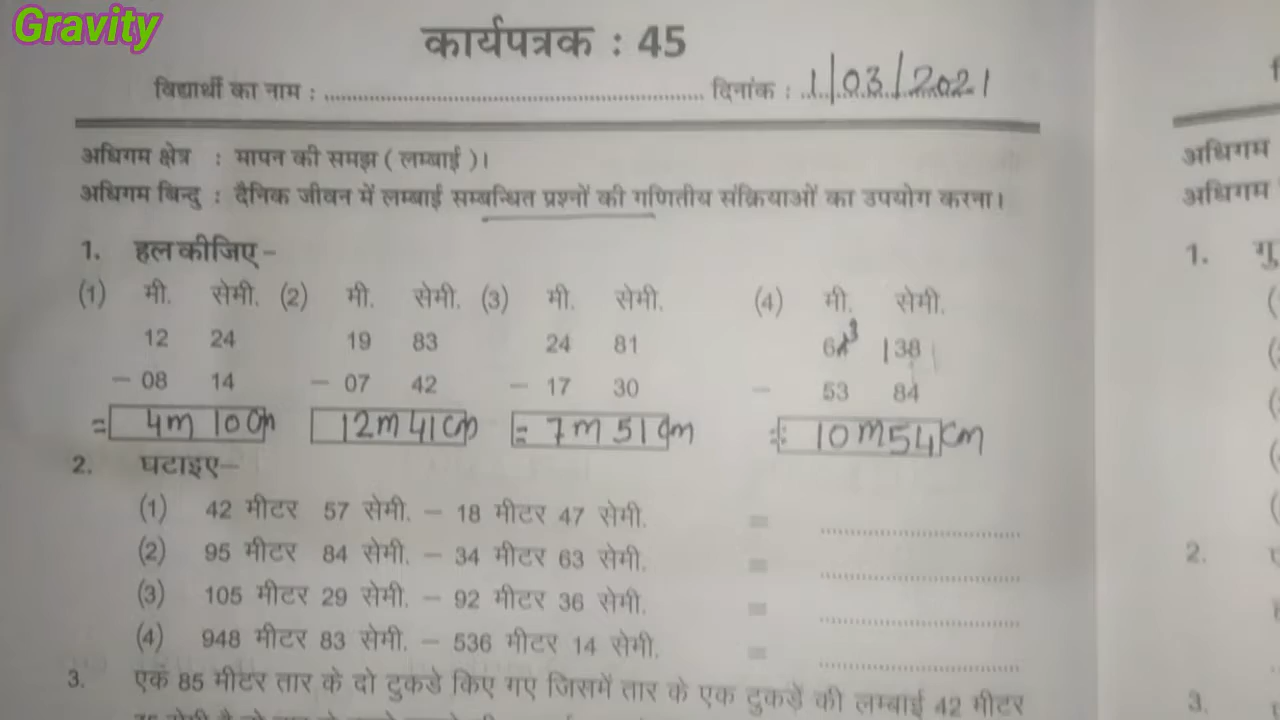 Gravity
कार्यपत्रक : 45
विद्यार्थी का नाम : ........................ दिनांक : 1/03/2021
अधिगम क्षेत्र : मापन की समझ ( लम्बाई )।
अधिगम बिन्दु : दैनिक जीवन में लम्बाई सम्बन्धित प्रश्नों की गणितीय संक्रियाओं का उपयोग करना।
1. हल कीजिए –
(1) मी. सेमी. (2) मी. सेमी. (3) मी. सेमी. (4) मी. सेमी.
12 24 19 83 24 81 138
– 08 14 – 07 42 – 17 30 – 53 84
= 4m 10cm 12m 41cm = 7m 51cm = 10m 54cm
2. घटाइए–
(1) 42 मीटर 57 सेमी. – 18 मीटर 47 सेमी. = ........................
(2) 95 मीटर 84 सेमी. – 34 मीटर 63 सेमी. = ........................
(3) 105 मीटर 29 सेमी. – 92 मीटर 36 सेमी. = ........................
(4) 948 मीटर 83 सेमी. – 536 मीटर 14 सेमी. = ........................
3. एक 85 मीटर तार के दो टुकडे किए गए जिसमें तार के एक टुकड़े की लम्बाई 42 मीटर
अधिगम
अधिगम
1. गु
2.
3.